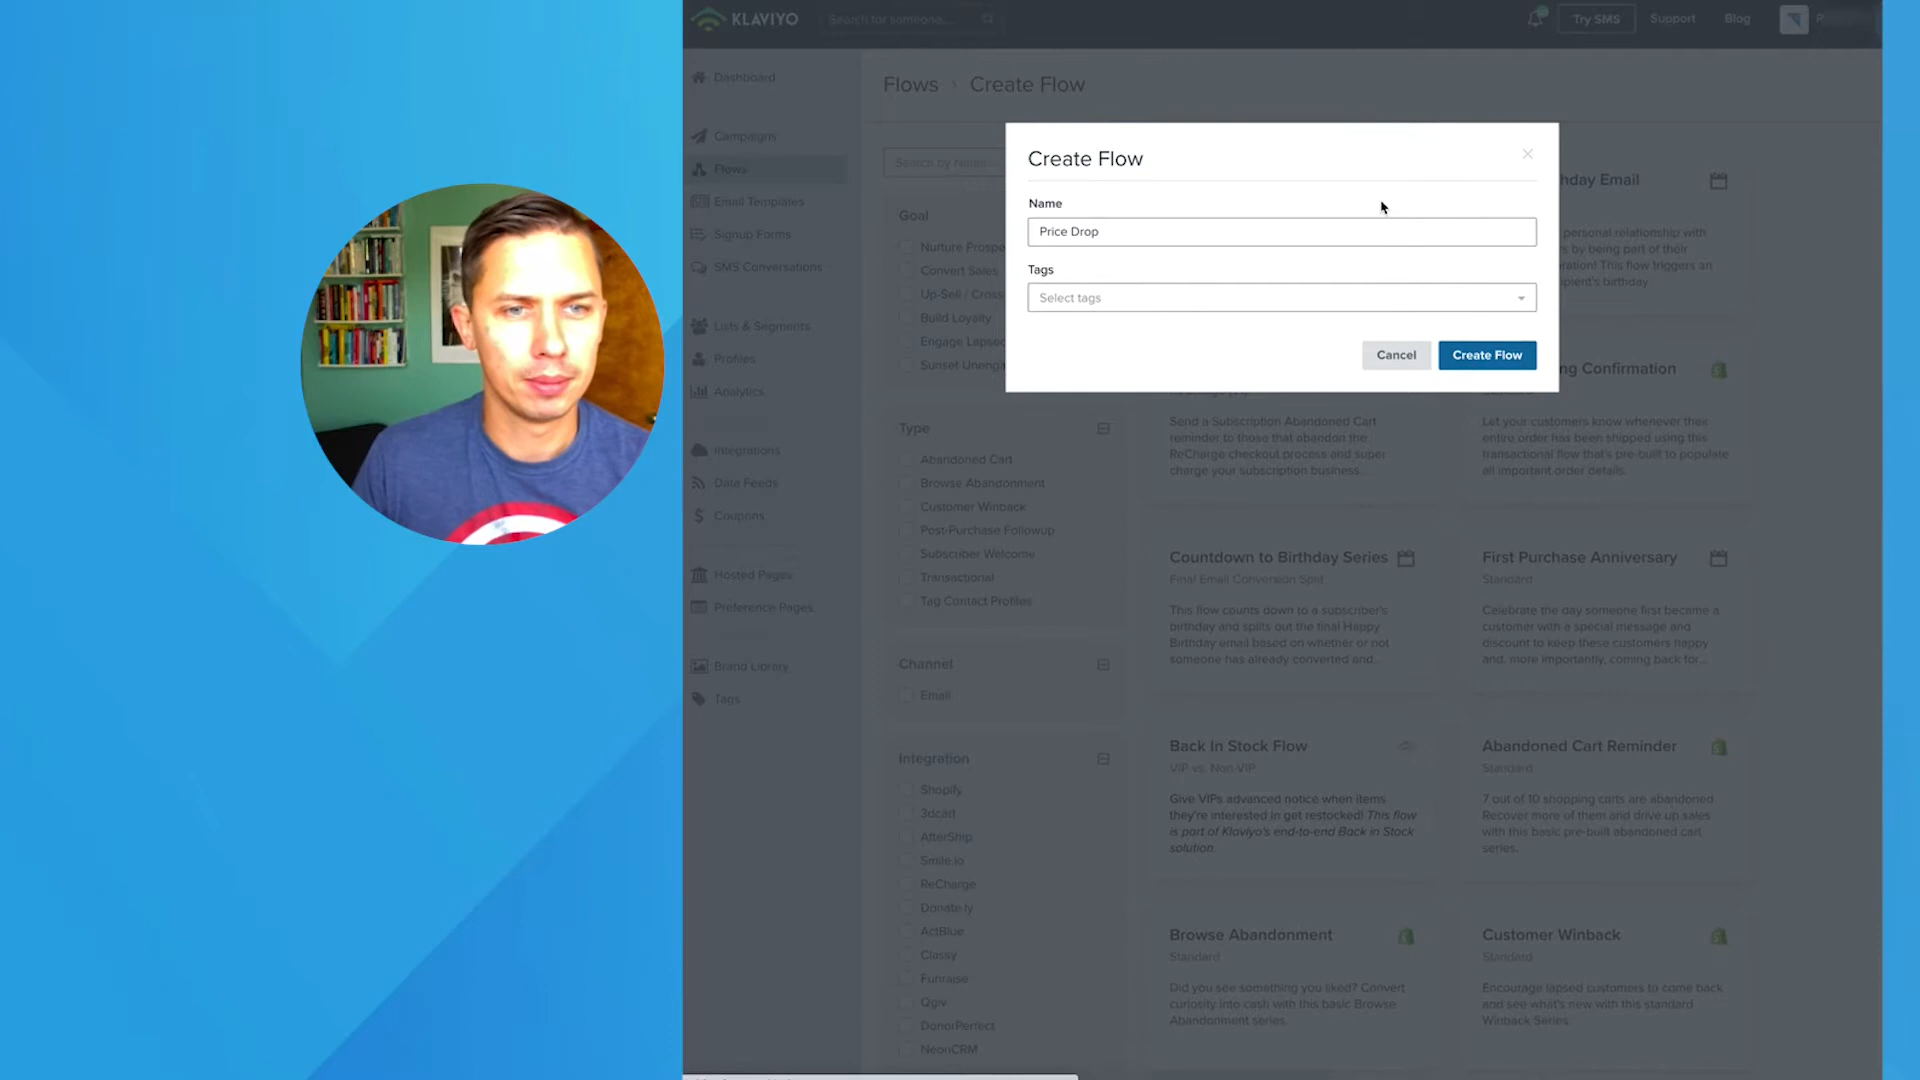 KLAVIYO
Search for someone...
Try SMS
Support
Blog
Dashboard
Campaigns
Flows
Email Templates
Signup Forms
SMS Conversations
Lists & Segments
Profiles
Analytics
Integrations
Data Feeds
Coupons
Hosted Pages
Preference Pages
Brand Library
Tags
Flows › Create Flow
Search by Name...
Goal
Nurture Prospe
Convert Sales
Up-Sell / Cross
Build Loyalty
Engage Lapsed
Sunset Unenga
Type
Abandoned Cart
Browse Abandonment
Customer Winback
Post-Purchase Followup
Subscriber Welcome
Transactional
Tag Contact Profiles
Channel
Email
Integration
Shopify
3dcart
AfterShip
Smile.io
ReCharge
Donate.ly
ActBlue
Classy
Funraise
Qgiv
DonorPerfect
NeonCRM
Create Flow
Name
Price Drop
Tags
Select tags
Cancel
Create Flow
hday Email
personal relationship with
s by being part of their
ration! This flow triggers an
ipient's birthday.
Send a Subscription Abandoned Cart
reminder to those that abandon the
ReCharge checkout process and super
charge your subscription business...
ng Confirmation
Let your customers know whenever their
entire order has been shipped using this
transactional flow that's pre-built to populate
all important order details.
Countdown to Birthday Series
Final Email Conversion Split
This flow counts down to a subscriber's
birthday and splits out the final Happy
Birthday email based on whether or not
someone has already converted and...
First Purchase Anniversary
Standard
Celebrate the day someone first became a
customer with a special message and
discount to keep these customers happy
and, more importantly, coming back for...
Back In Stock Flow
VIP vs. Non-VIP
Give VIPs advanced notice when items
they're interested in get restocked! This flow
is part of Klaviyo's end-to-end Back in Stock
solution.
Abandoned Cart Reminder
Standard
7 out of 10 shopping carts are abandoned.
Recover more of them and drive up sales
with this basic pre-built abandoned cart
series.
Browse Abandonment
Standard
Did you see something you liked? Convert
curiosity into cash with this basic Browse
Abandonment series.
Customer Winback
Standard
Encourage lapsed customers to come back
and see what's new with this standard
Winback Series.